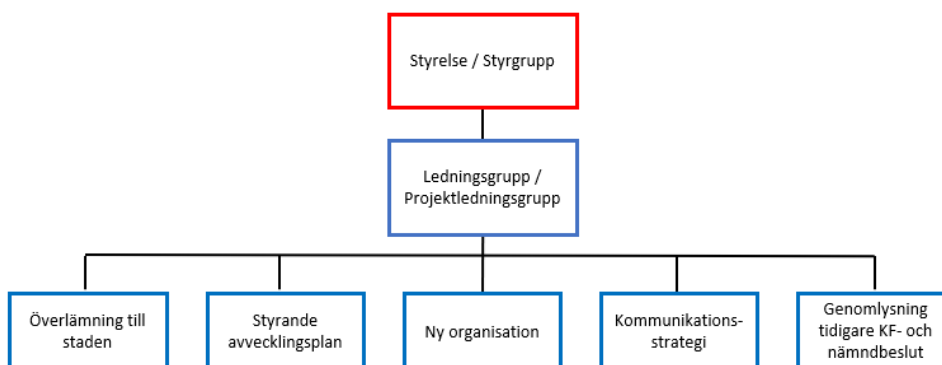 Styrelse / Styrgrupp
Ledningsgrupp /
Projektledningsgrupp
Överlämning till
staden
Styrande
avvecklingsplan
Ny organisation
Kommunikations-
strategi
Genomlysning
tidigare KF- och
nämndbeslut